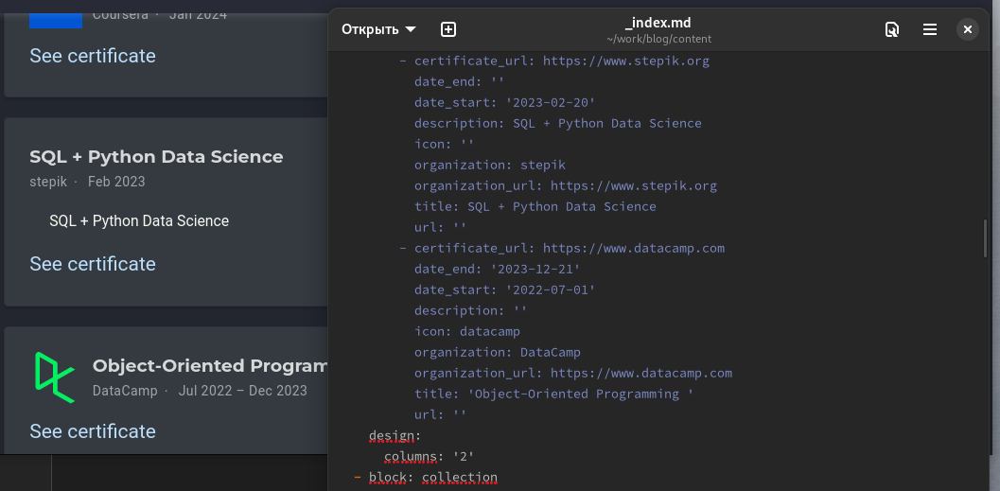 Coursera · Jan 2024
See certificate
SQL + Python Data Science
stepik · Feb 2023
SQL + Python Data Science
See certificate
Object-Oriented Program
DataCamp · Jul 2022 – Dec 2023
See certificate
Открыть
_index.md
~/work/blog/content
- certificate_url: https://www.stepik.org
date_end: ''
date_start: '2023-02-20'
description: SQL + Python Data Science
icon: ''
organization: stepik
organization_url: https://www.stepik.org
title: SQL + Python Data Science
url: ''
- certificate_url: https://www.datacamp.com
date_end: '2023-12-21'
date_start: '2022-07-01'
description: ''
icon: datacamp
organization: DataCamp
organization_url: https://www.datacamp.com
title: 'Object-Oriented Programming '
url: ''
design:
columns: '2'
- block: collection